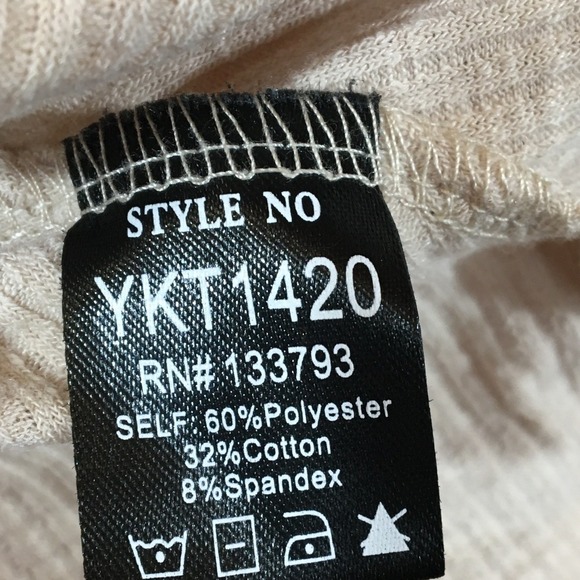 STYLE NO
YKT1420
RN# 133793
SELF: 60%Polyester
32%Cotton
8%Spandex